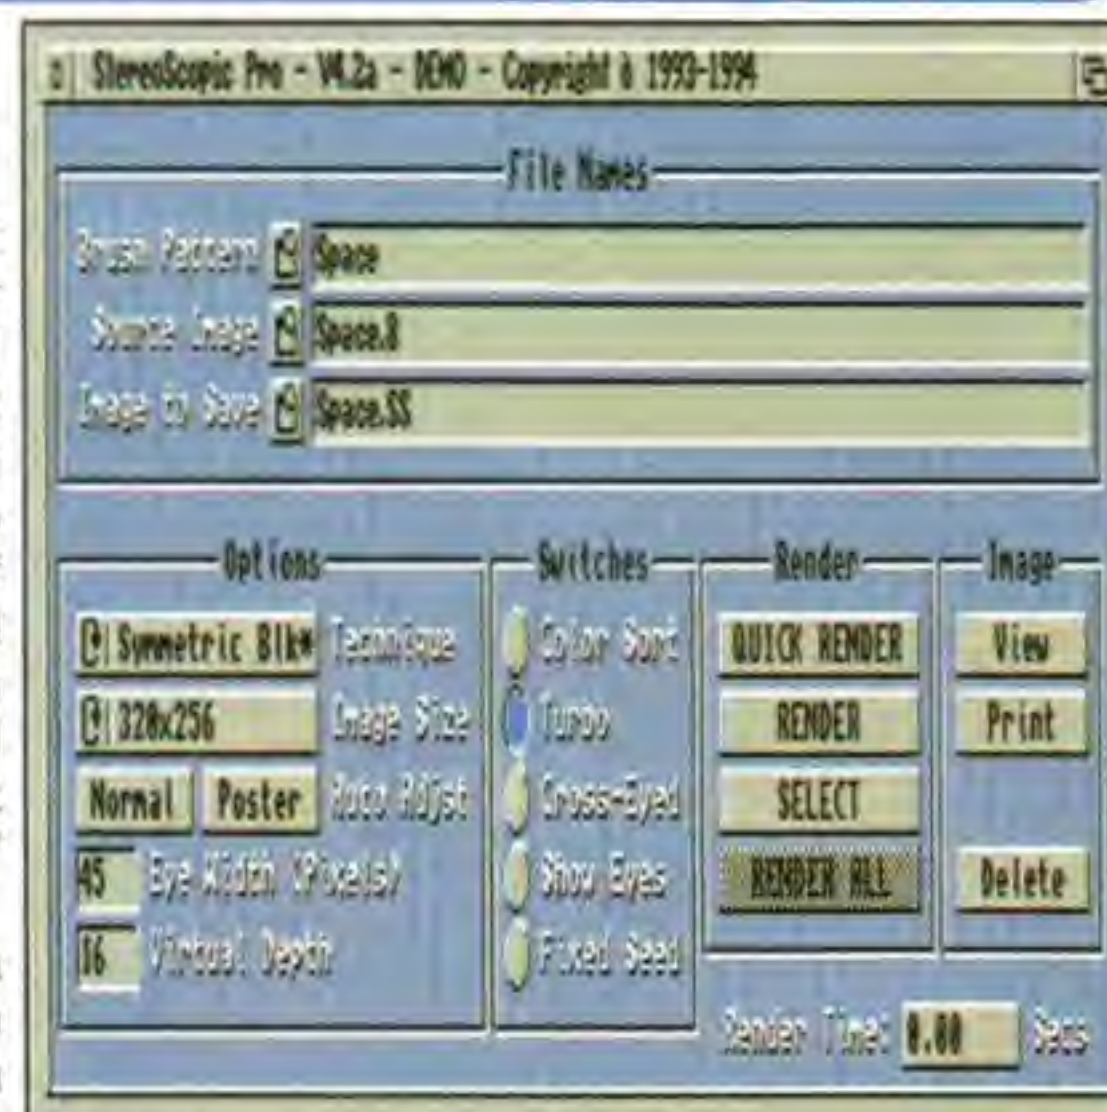 StereoScopic Pro - V4.2a - DEMO - Copyright à 1993-1994
File Names
Brush Pattern Space
Source Image Space.8
Image to Save Space.SS
Options
Symmetric Blk* Technique
320x256 Image Size
Normal Poster Auto Adjst
45 Eye Width (Pixels)
16 Virtual Depth
Switches
Color Sort
Turbo
Cross-Eyed
Show Eyes
Fixed Seed
Render
QUICK RENDER
RENDER
SELECT
RENDER ALL
Image
View
Print
Delete
Render Time: 0.00 Secs